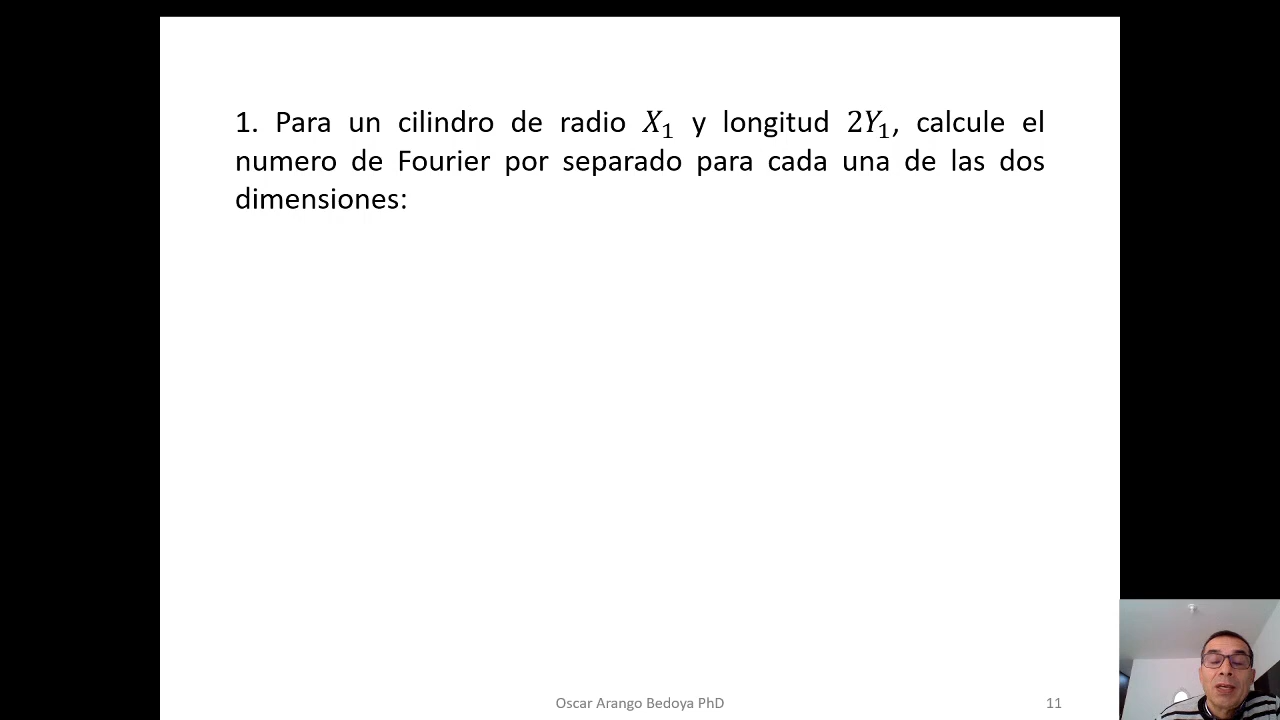 1. Para un cilindro de radio X₁ y longitud 2Y₁, calcule el
numero de Fourier por separado para cada una de las dos
dimensiones:
Oscar Arango Bedoya PhD
11